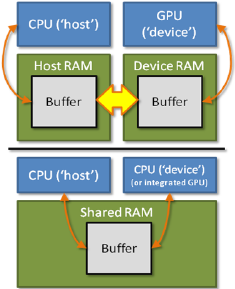 CPU ('host')
GPU
('device')
Host RAM
Device RAM
Buffer
Buffer
CPU ('host')
CPU ('device')
(or integrated GPU)
Shared RAM
Buffer